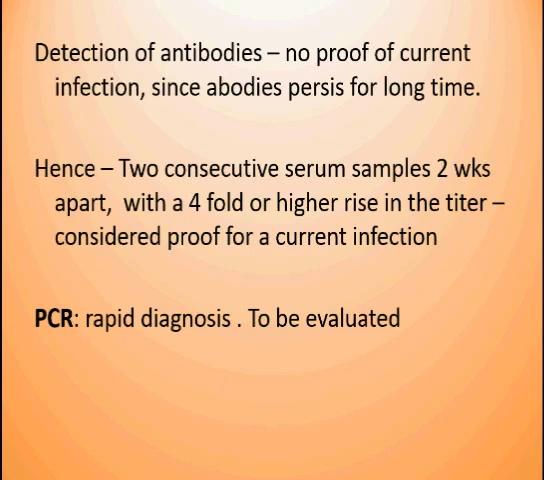 Detection of antibodies – no proof of current
infection, since abodies persis for long time.
Hence – Two consecutive serum samples 2 wks
apart, with a 4 fold or higher rise in the titer –
considered proof for a current infection
PCR: rapid diagnosis . To be evaluated